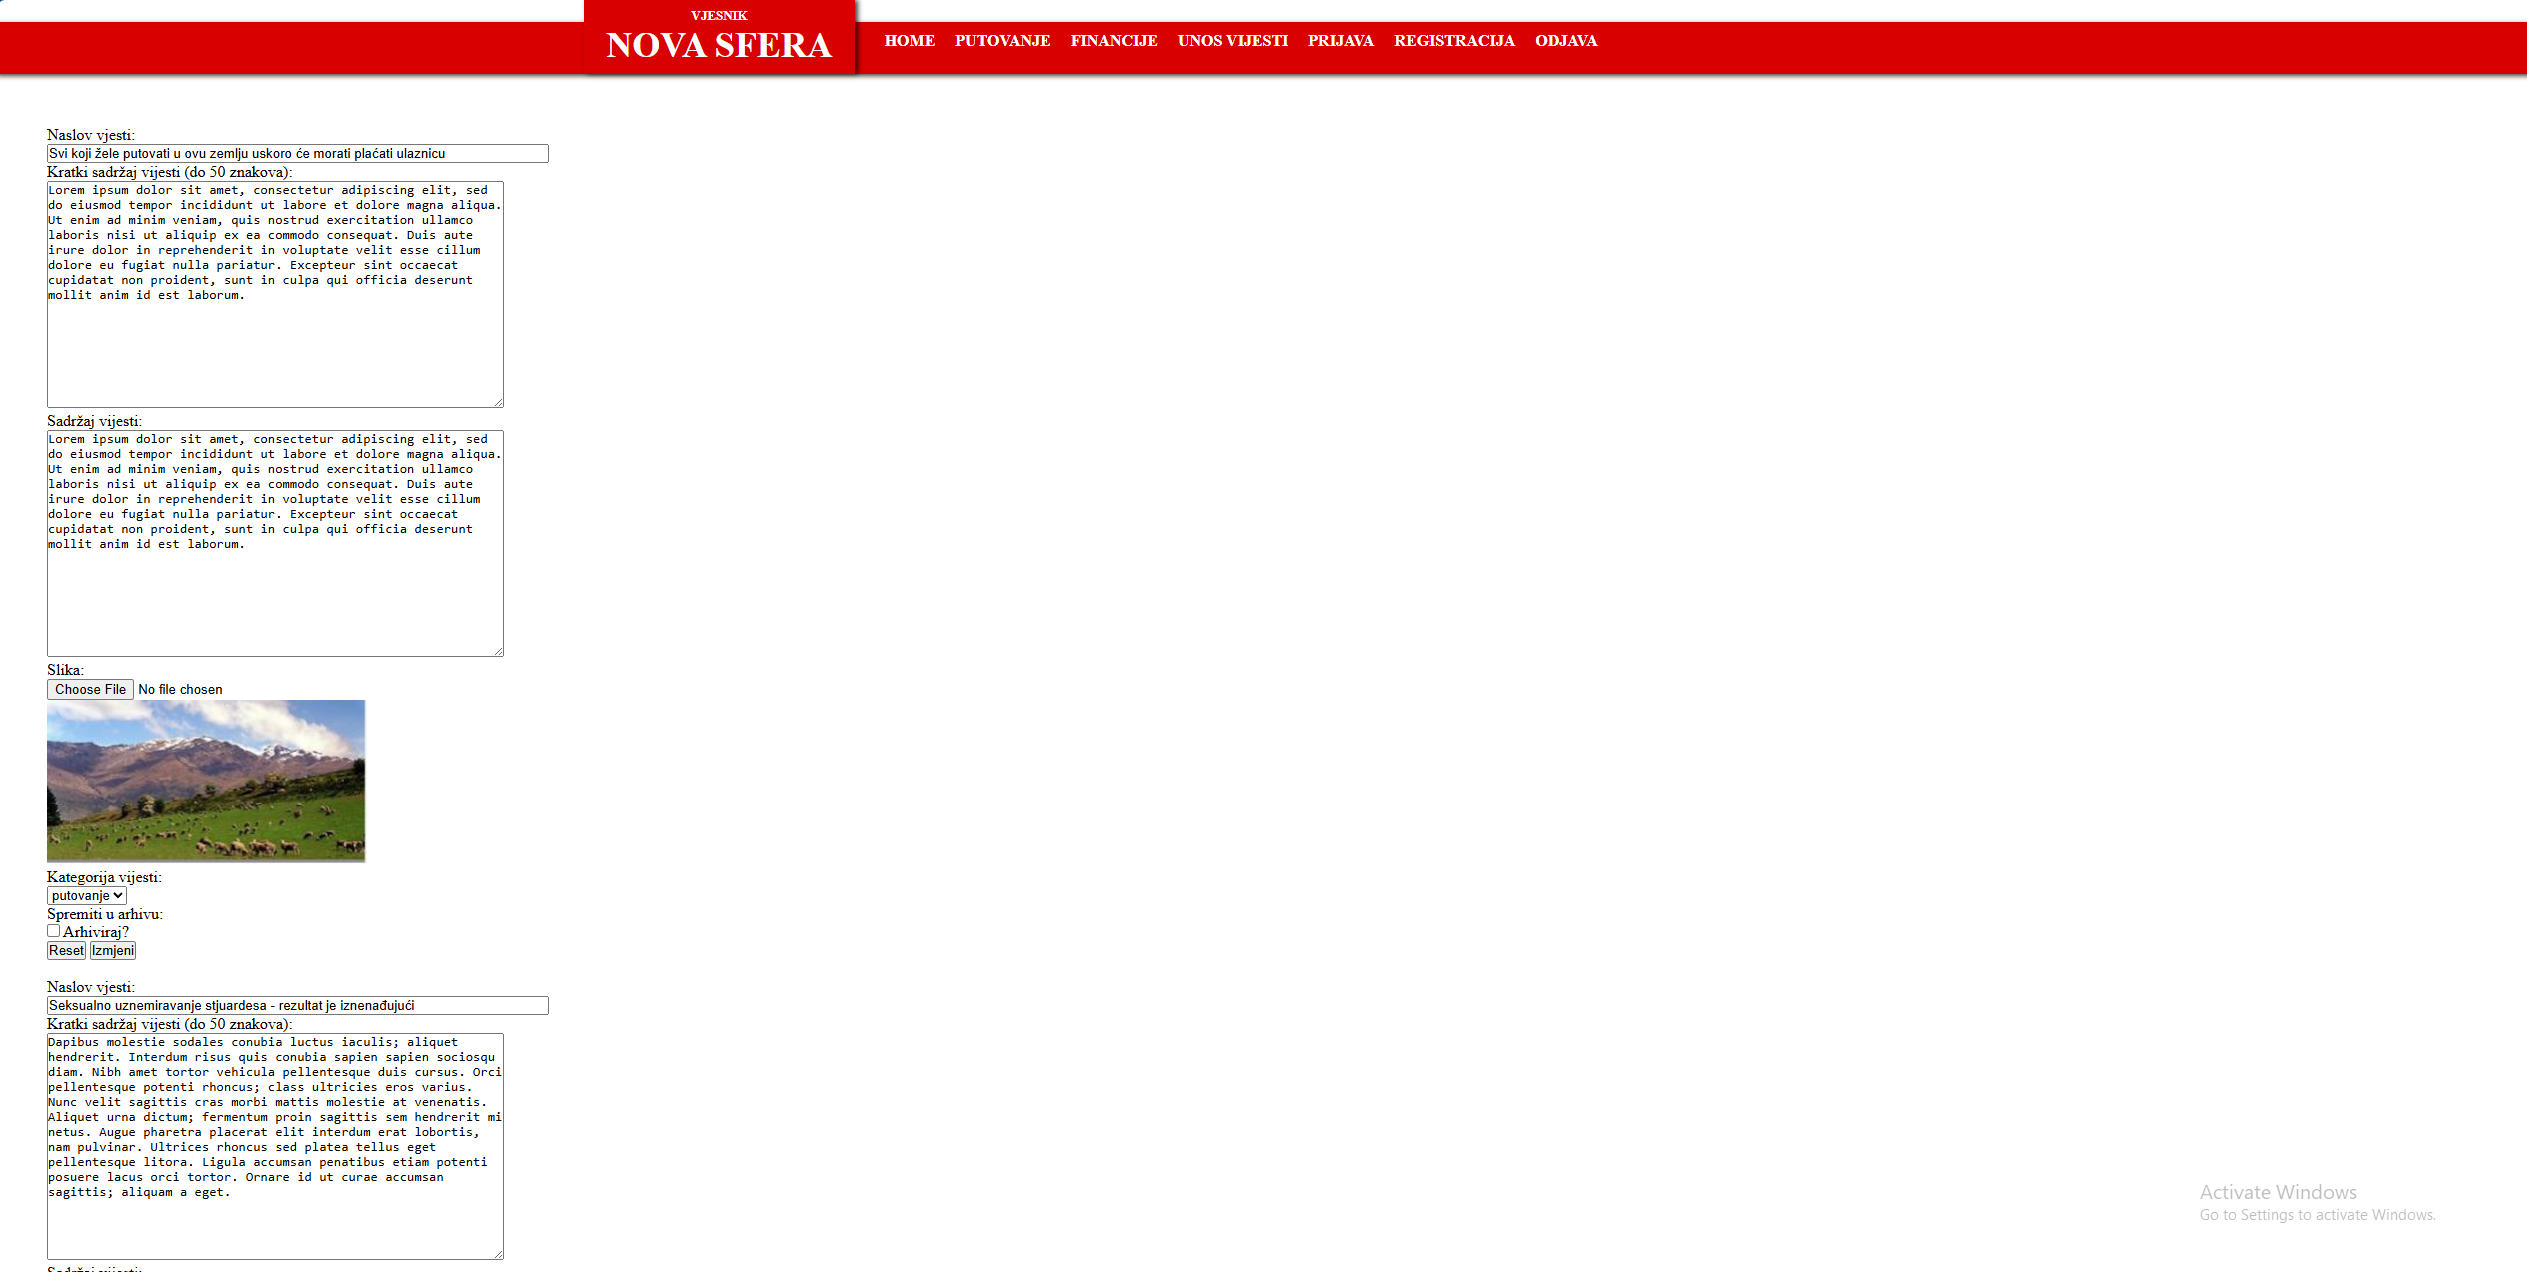 VJESNIK
NOVA SFERA
HOME PUTOVANJE FINANCIJE UNOS VIJESTI PRIJAVA REGISTRACIJA ODJAVA
Naslov vjesti:
Svi koji žele putovati u ovu zemlju uskoro će morati plaćati ulaznicu
Kratki sadržaj vijesti (do 50 znakova):
Lorem ipsum dolor sit amet, consectetur adipiscing elit, sed
do eiusmod tempor incididunt ut labore et dolore magna aliqua.
Ut enim ad minim veniam, quis nostrud exercitation ullamco
laboris nisi ut aliquip ex ea commodo consequat. Duis aute
irure dolor in reprehenderit in voluptate velit esse cillum
dolore eu fugiat nulla pariatur. Excepteur sint occaecat
cupidatat non proident, sunt in culpa qui officia deserunt
mollit anim id est laborum.
Sadržaj vijesti:
Lorem ipsum dolor sit amet, consectetur adipiscing elit, sed
do eiusmod tempor incididunt ut labore et dolore magna aliqua.
Ut enim ad minim veniam, quis nostrud exercitation ullamco
laboris nisi ut aliquip ex ea commodo consequat. Duis aute
irure dolor in reprehenderit in voluptate velit esse cillum
dolore eu fugiat nulla pariatur. Excepteur sint occaecat
cupidatat non proident, sunt in culpa qui officia deserunt
mollit anim id est laborum.
Slika:
Choose File No file chosen
Kategorija vijesti:
putovanje
Spremiti u arhivu:
Arhiviraj?
Reset Izmjeni
Naslov vjesti:
Seksualno uznemiravanje stjuardesa - rezultat je iznenađujući
Kratki sadržaj vijesti (do 50 znakova):
Dapibus molestie sodales conubia luctus iaculis; aliquet
hendrerit. Interdum risus quis conubia sapien sapien sociosqu
diam. Nibh amet tortor vehicula pellentesque duis cursus. Orci
pellentesque potenti rhoncus; class ultricies eros varius.
Nunc velit sagittis cras morbi mattis molestie at venenatis.
Aliquet urna dictum; fermentum proin sagittis sem hendrerit mi
netus. Augue pharetra placerat elit interdum erat lobortis,
nam pulvinar. Ultrices rhoncus sed platea tellus eget
pellentesque litora. Ligula accumsan penatibus etiam potenti
posuere lacus orci tortor. Ornare id ut curae accumsan
sagittis; aliquam a eget.
Activate Windows
Go to Settings to activate Windows.